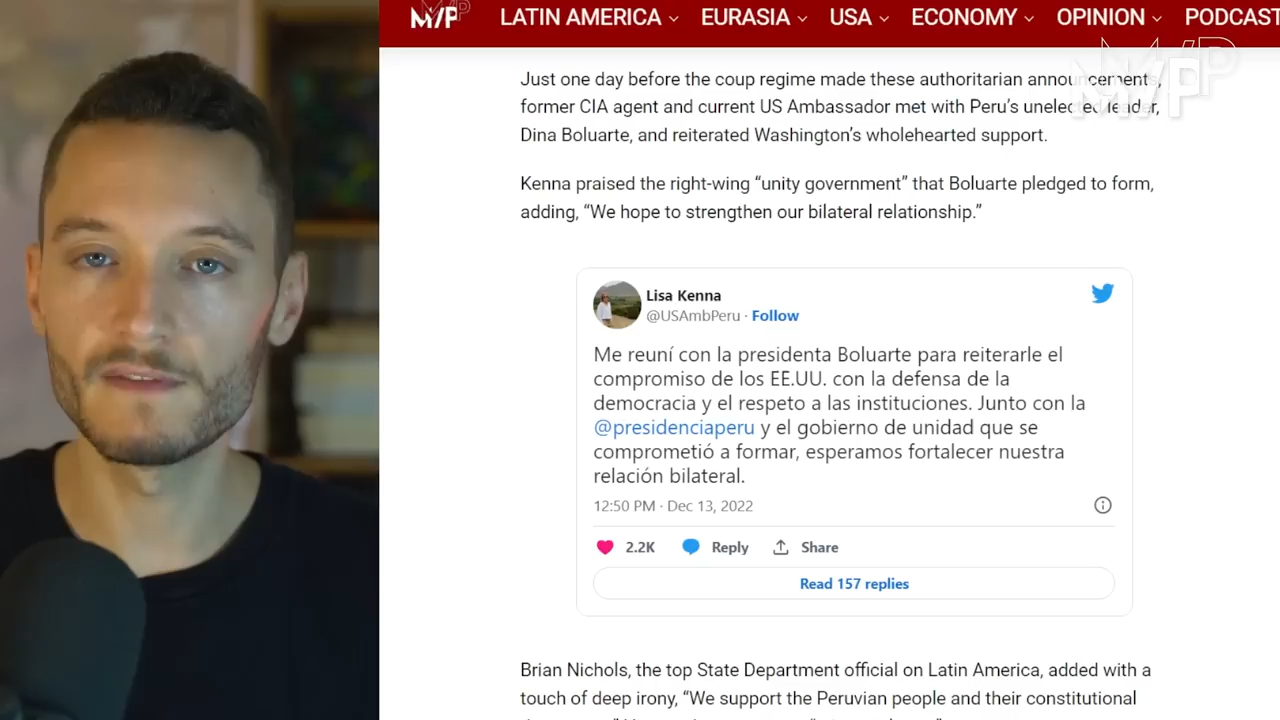 M/P LATIN AMERICA EURASIA USA ECONOMY OPINION PODCAST
M/P
Just one day before the coup regime made these authoritarian announcements,
former CIA agent and current US Ambassador met with Peru's unelected leader,
Dina Boluarte, and reiterated Washington's wholehearted support.
Kenna praised the right-wing “unity government” that Boluarte pledged to form,
adding, “We hope to strengthen our bilateral relationship.”
Lisa Kenna
@USAmbPeru · Follow
Me reuní con la presidenta Boluarte para reiterarle el
compromiso de los EE.UU. con la defensa de la
democracia y el respeto a las instituciones. Junto con la
@presidenciaperu y el gobierno de unidad que se
comprometió a formar, esperamos fortalecer nuestra
relación bilateral.
12:50 PM · Dec 13, 2022
2.2K Reply Share
Read 157 replies
Brian Nichols, the top State Department official on Latin America, added with a
touch of deep irony, “We support the Peruvian people and their constitutional